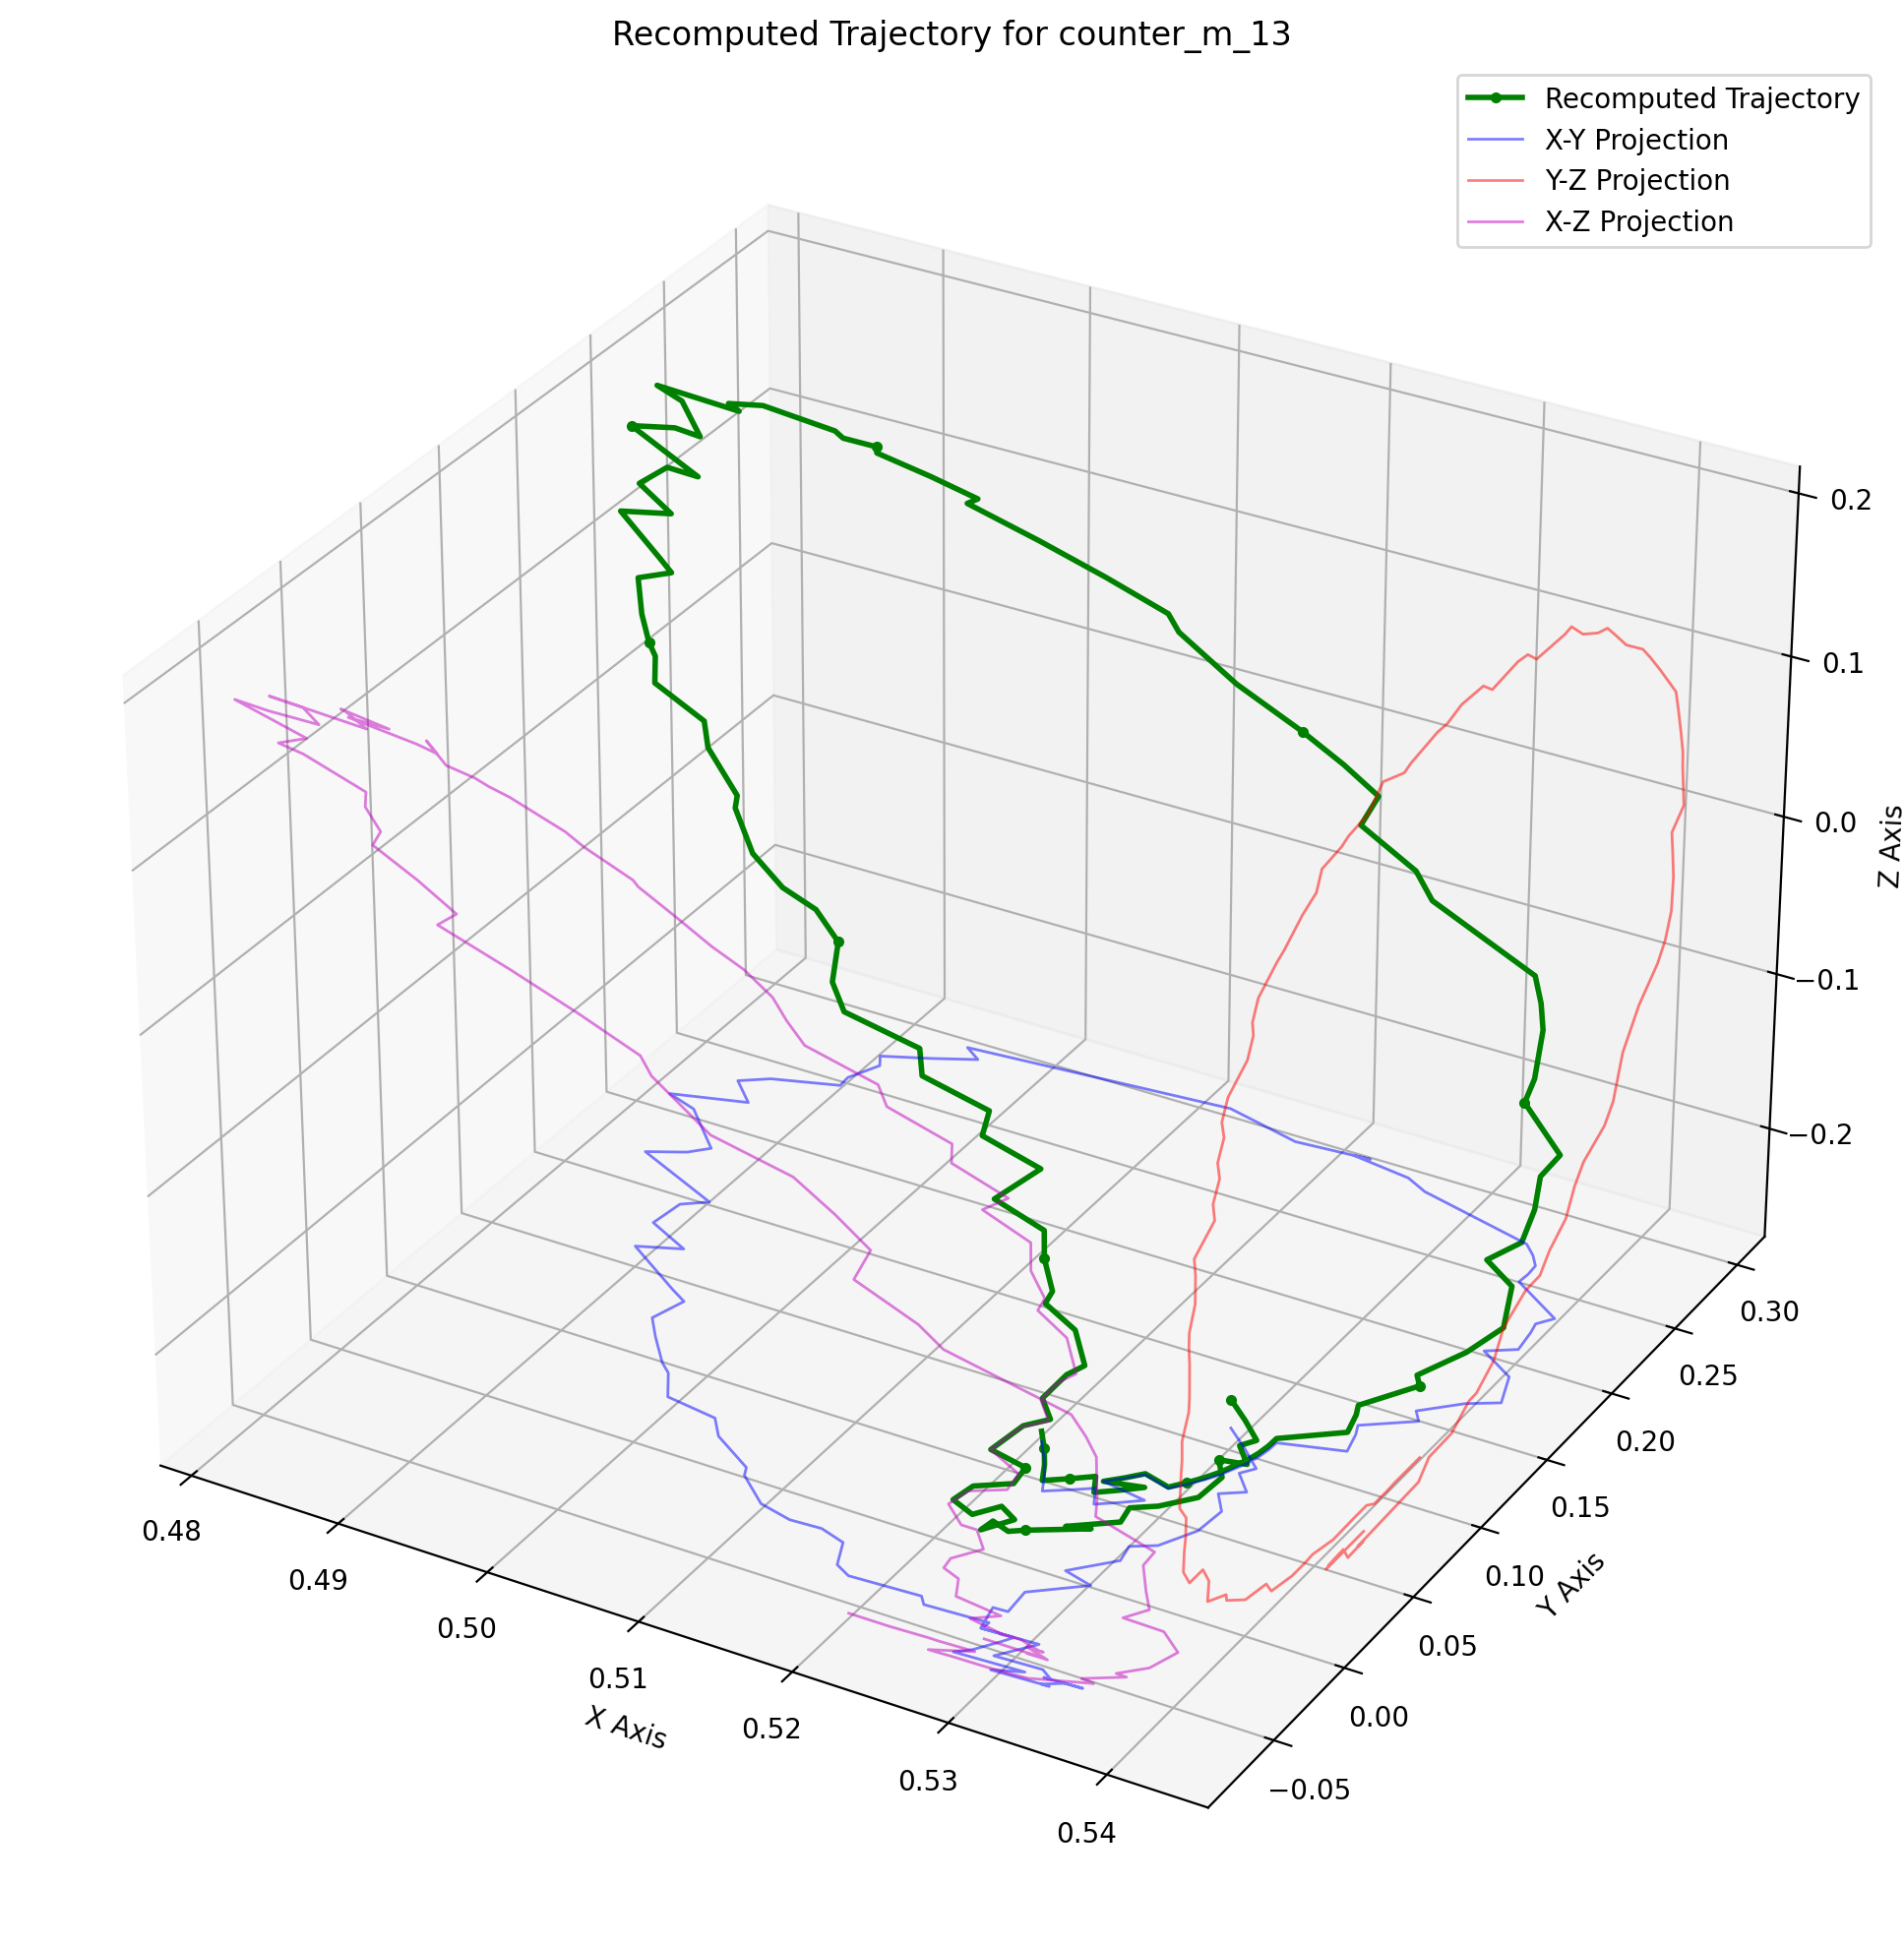 Recomputed Trajectory for counter_m_13
Recomputed Trajectory
X-Y Projection
Y-Z Projection
X-Z Projection
0.2
0.1
0.0
−0.1
−0.2
Z Axis
0.30
0.25
0.20
0.15
0.10
0.05
0.00
−0.05
Y Axis
0.48
0.49
0.50
0.51
0.52
0.53
0.54
X Axis